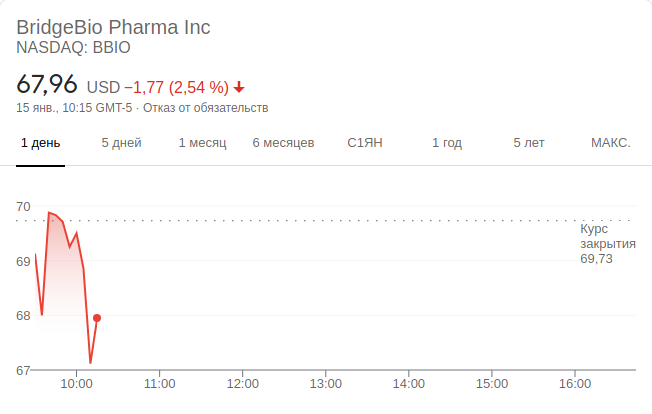 BridgeBio Pharma Inc
NASDAQ: BBIO
67,96 USD −1,77 (2,54 %)
15 янв., 10:15 GMT-5 · Отказ от обязательств
1 день 5 дней 1 месяц 6 месяцев С1ЯН 1 год 5 лет МАКС.
70
Курс
закрытия
69,73
69
68
67
10:00 11:00 12:00 13:00 14:00 15:00 16:00